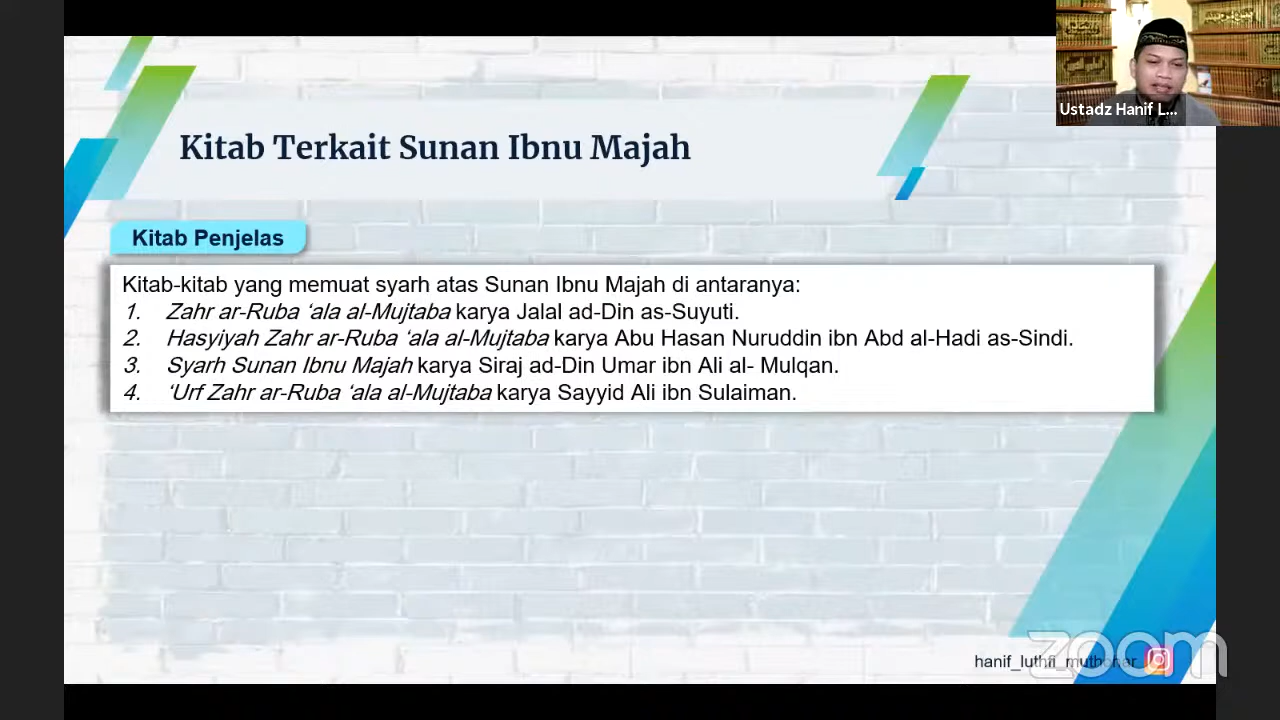 Ustadz Hanif L...
Kitab Terkait Sunan Ibnu Majah
Kitab Penjelas
Kitab-kitab yang memuat syarh atas Sunan Ibnu Majah di antaranya:
1. Zahr ar-Ruba ‘ala al-Mujtaba karya Jalal ad-Din as-Suyuti.
2. Hasyiyah Zahr ar-Ruba ‘ala al-Mujtaba karya Abu Hasan Nuruddin ibn Abd al-Hadi as-Sindi.
3. Syarh Sunan Ibnu Majah karya Siraj ad-Din Umar ibn Ali al- Mulqan.
4. ‘Urf Zahr ar-Ruba ‘ala al-Mujtaba karya Sayyid Ali ibn Sulaiman.
hanif_luthfi_muthohar
zoom